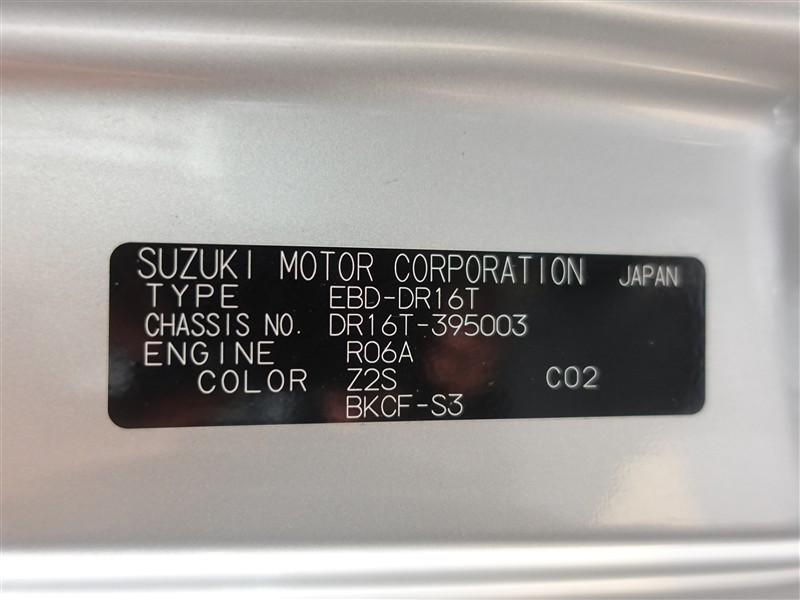 SUZUKI MOTOR CORPORATION JAPAN
TYPE EBD-DR16T
CHASSIS NO. DR16T-395003
ENGINE R06A
COLOR Z2S C02
BKCF-S3